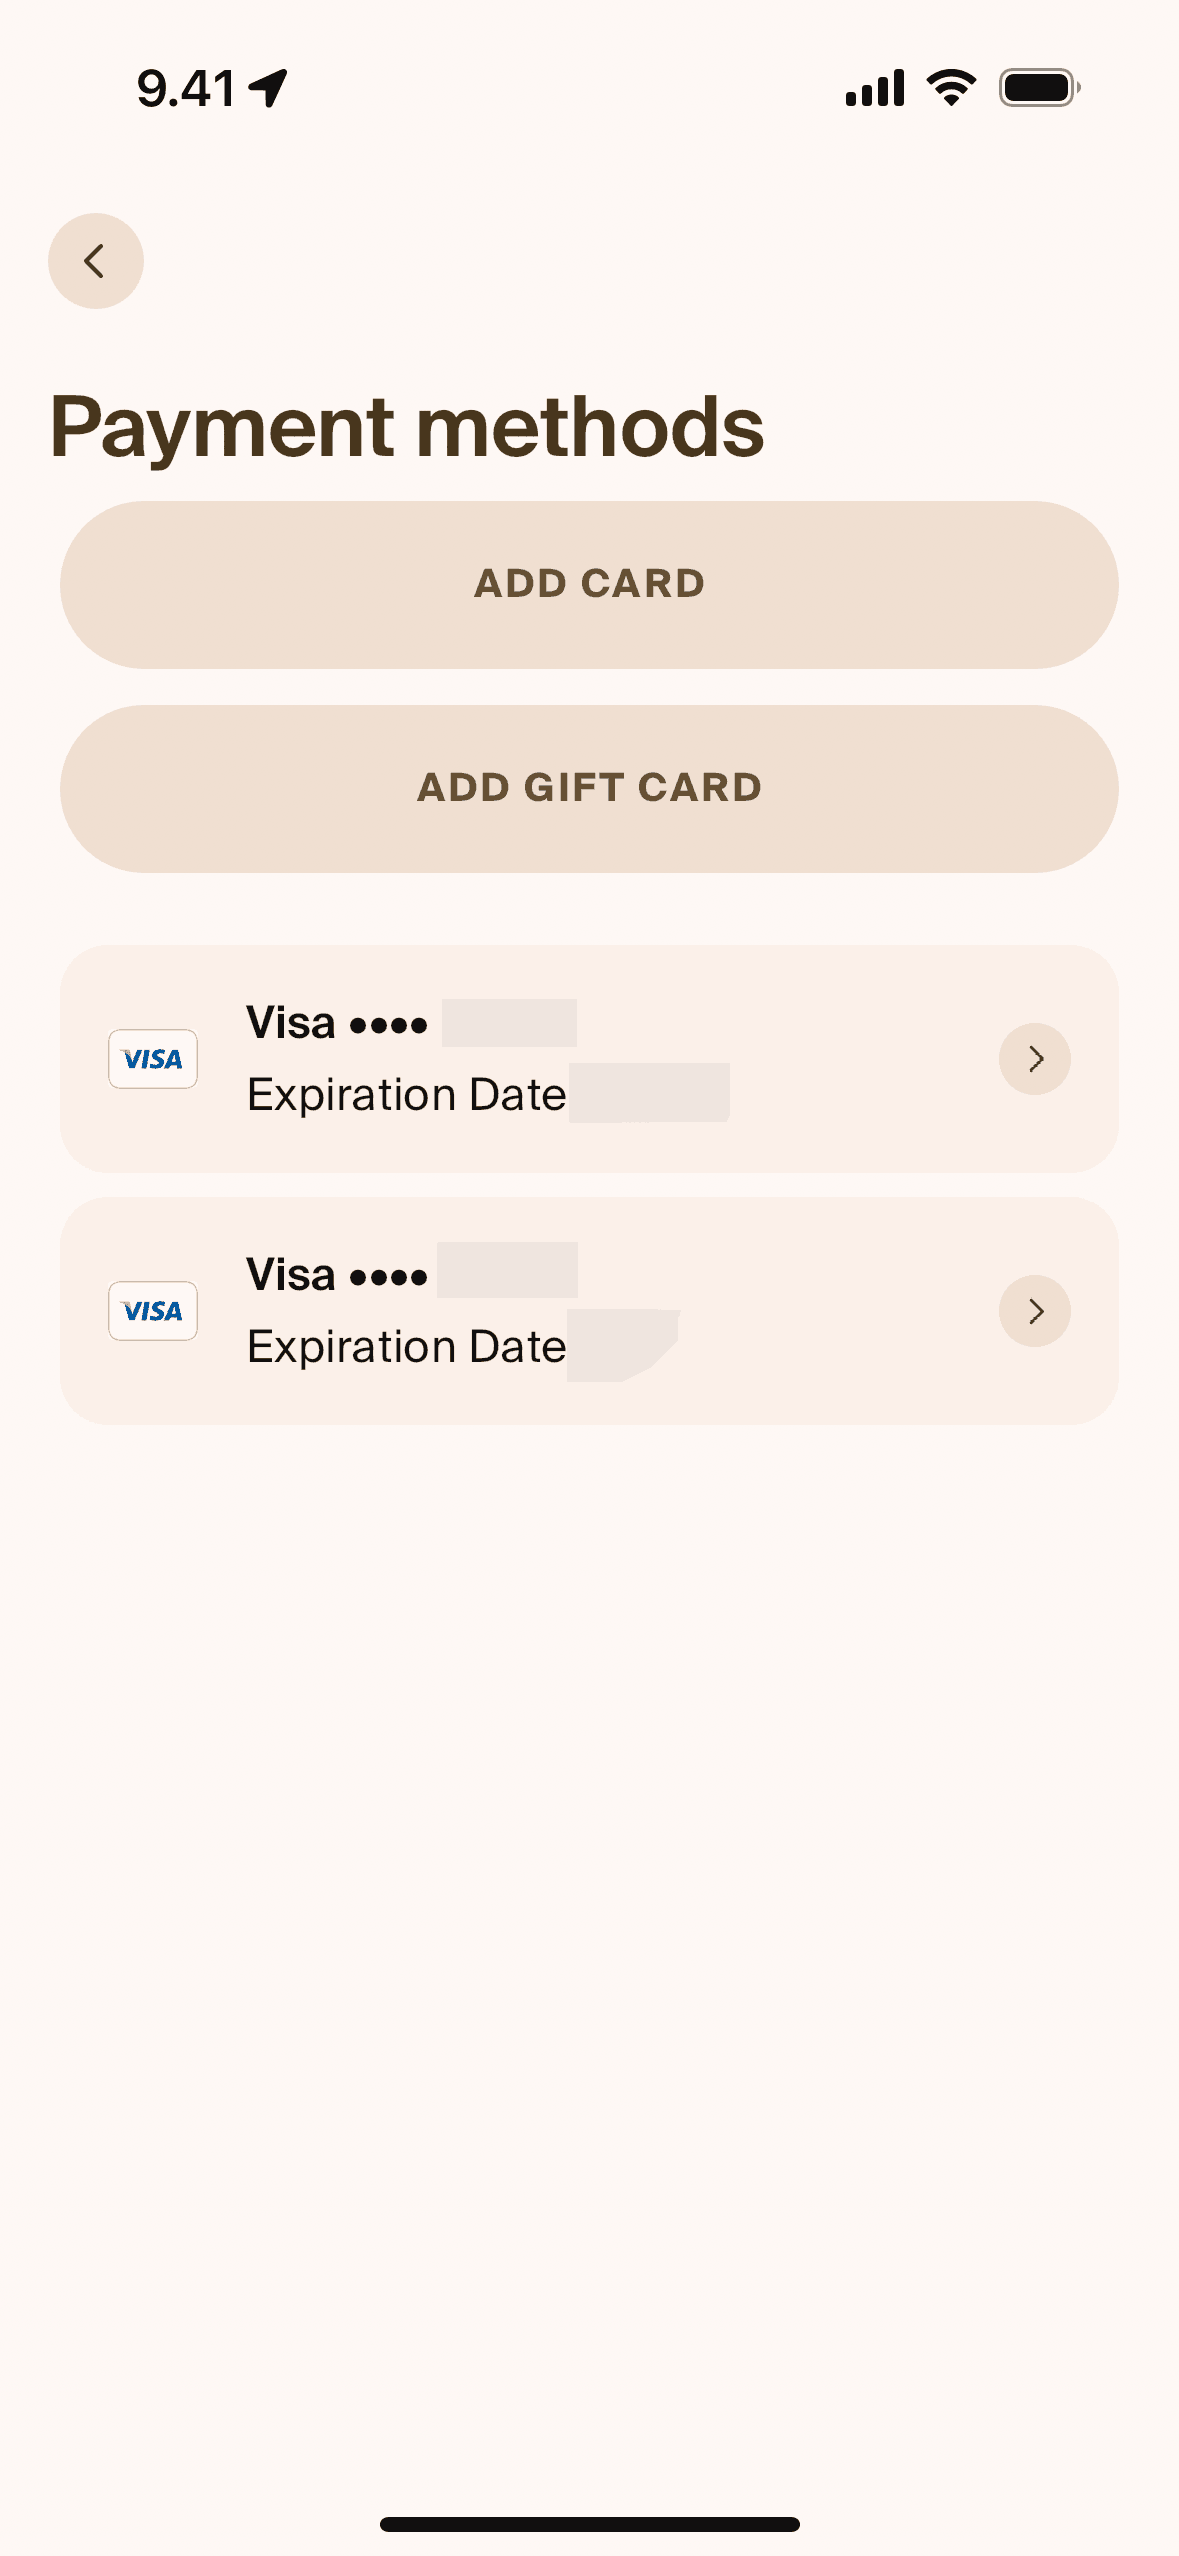 9.41
Payment methods
ADD CARD
ADD GIFT CARD
VISA
Visa ••••
Expiration Date
VISA
Visa ••••
Expiration Date